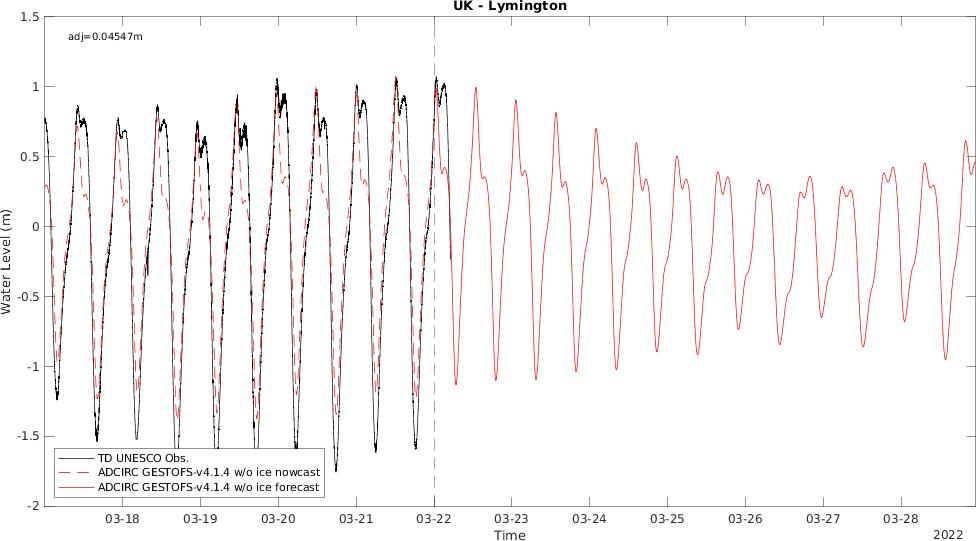 UK - Lymington
adj=0.04547m
1.5
1
0.5
0
-0.5
-1
-1.5
-2
Water Level (m)
TD UNESCO Obs.
ADCIRC GESTOFS-v4.1.4 w/o ice nowcast
ADCIRC GESTOFS-v4.1.4 w/o ice forecast
03-18 03-19 03-20 03-21 03-22 03-23 03-24 03-25 03-26 03-27 03-28
Time
2022